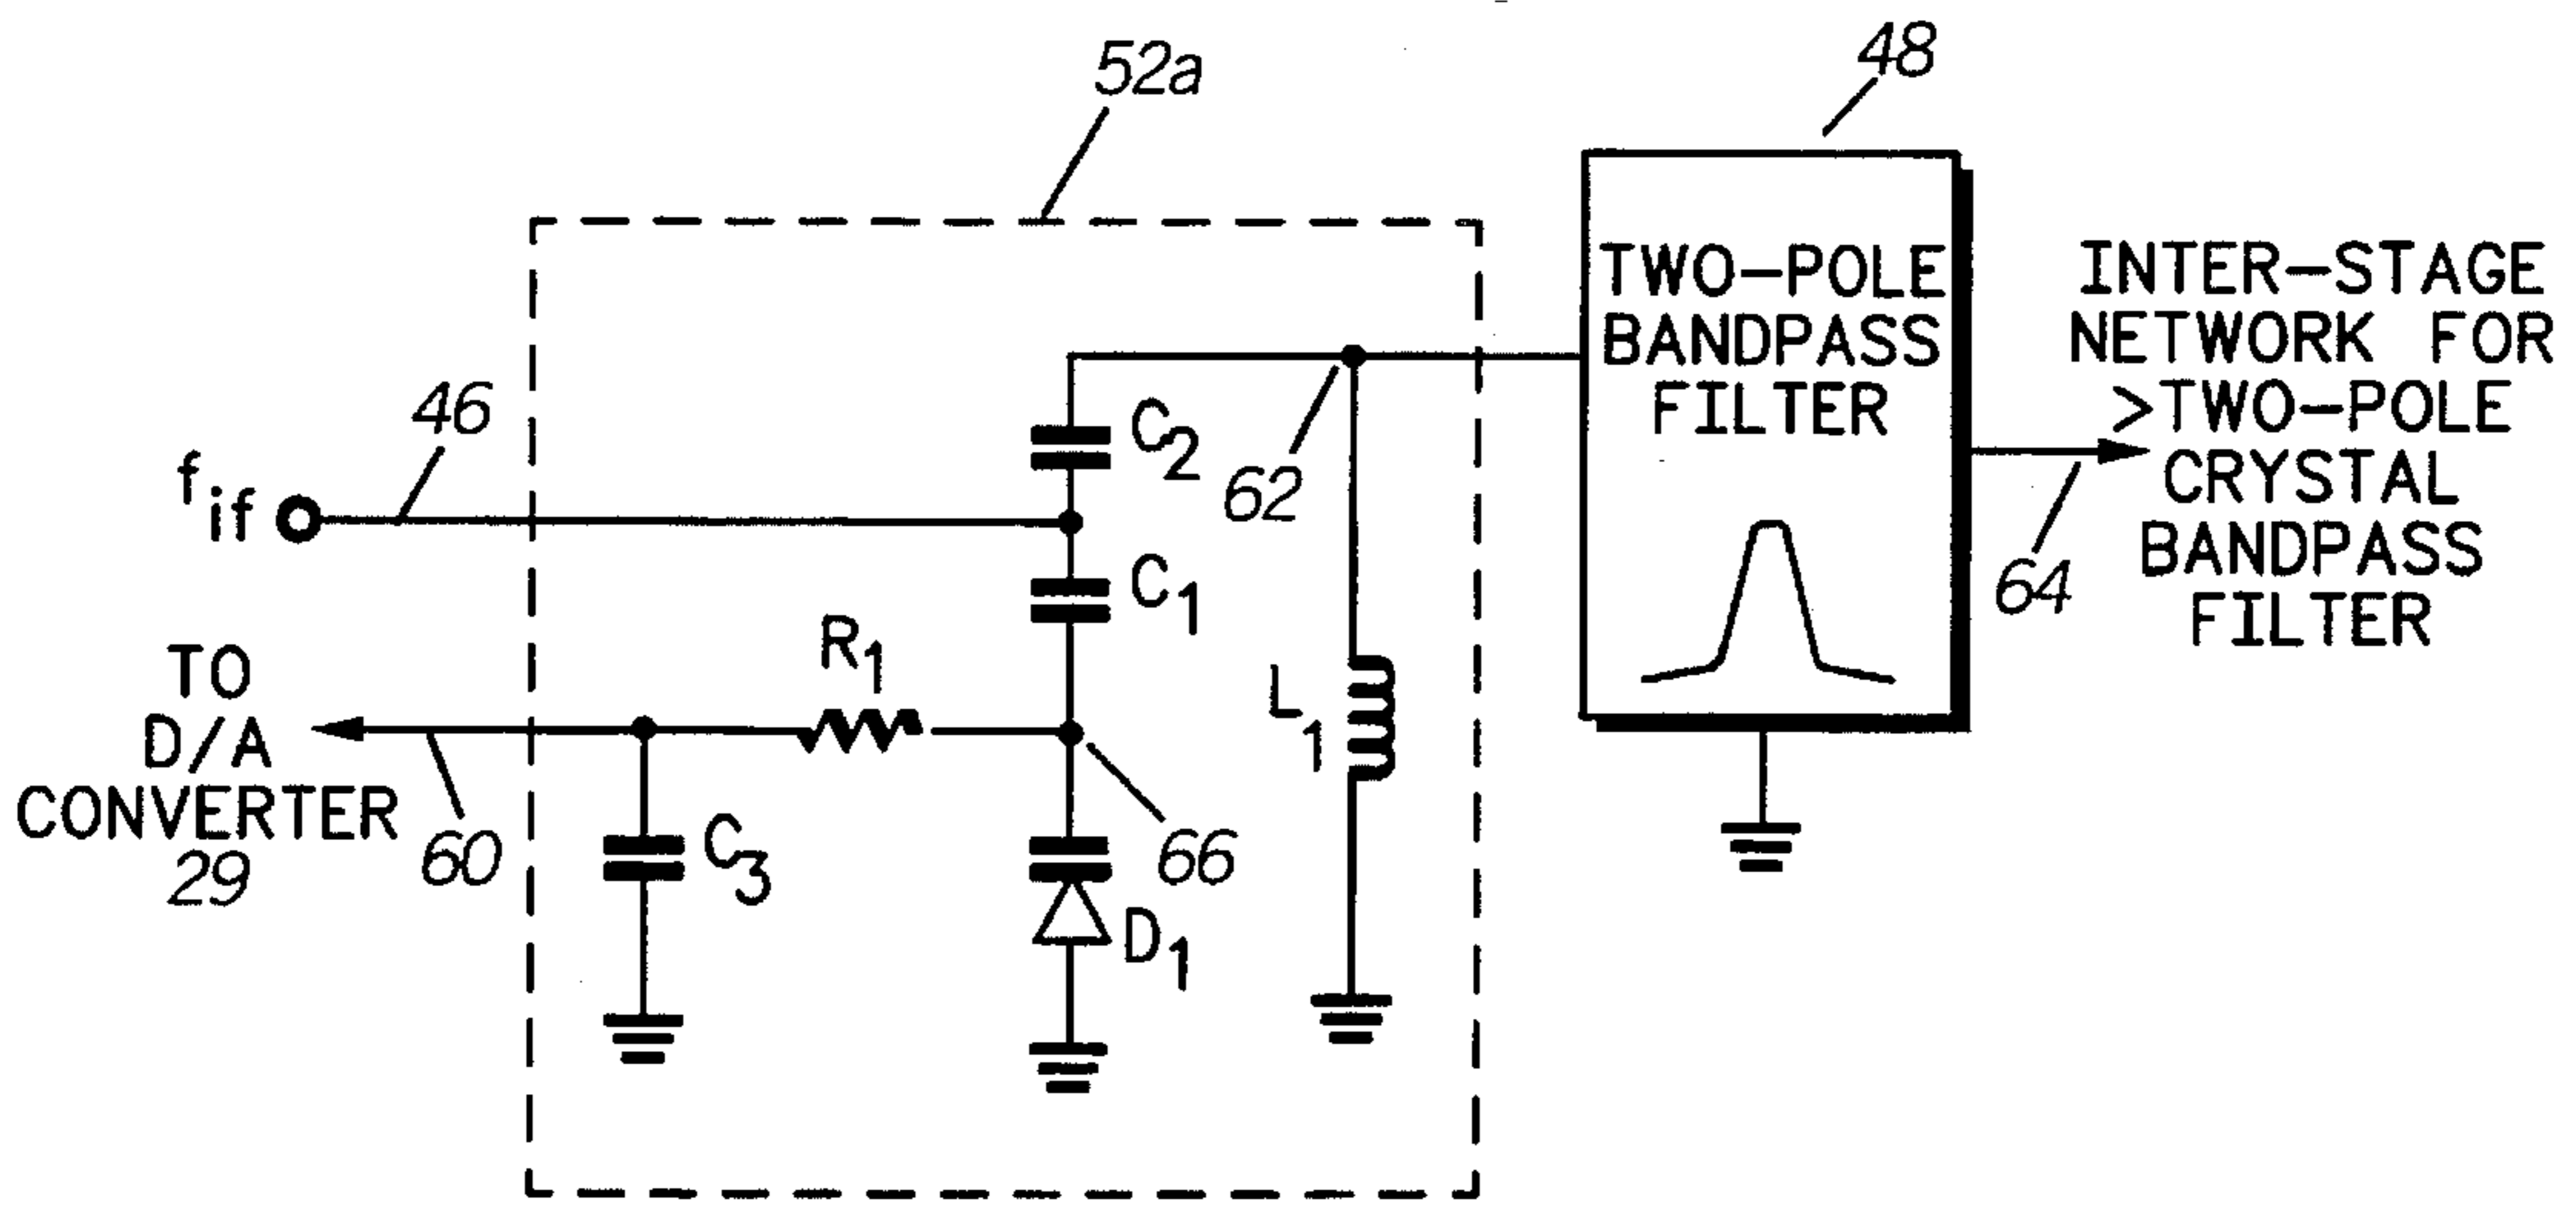 52a
48
TWO-POLE
BANDPASS
FILTER
INTER-STAGE
NETWORK FOR
>TWO-POLE
CRYSTAL
BANDPASS
FILTER
46
f if
C2
62
C1
64
R1
L1
TO
D/A
CONVERTER
29
60
C3
66
D1